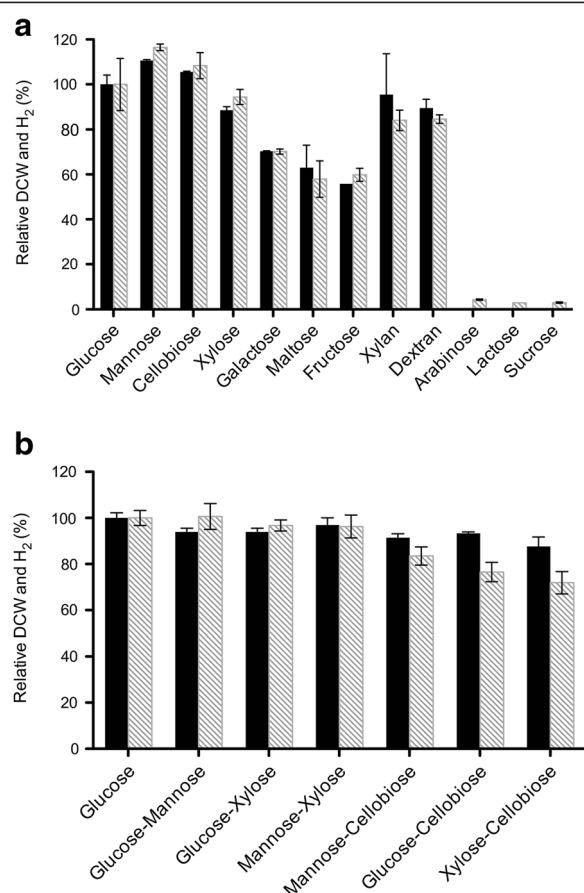 a
Relative DCW and H2 (%)
120
100
80
60
40
20
0
Glucose
Mannose
Cellobiose
Xylose
Galactose
Maltose
Fructose
Xylan
Dextran
Arabinose
Lactose
Sucrose
b
Relative DCW and H2 (%)
120
100
80
60
40
20
0
Glucose
Glucose-Mannose
Glucose-Xylose
Mannose-Xylose
Mannose-Cellobiose
Glucose-Cellobiose
Xylose-Cellobiose